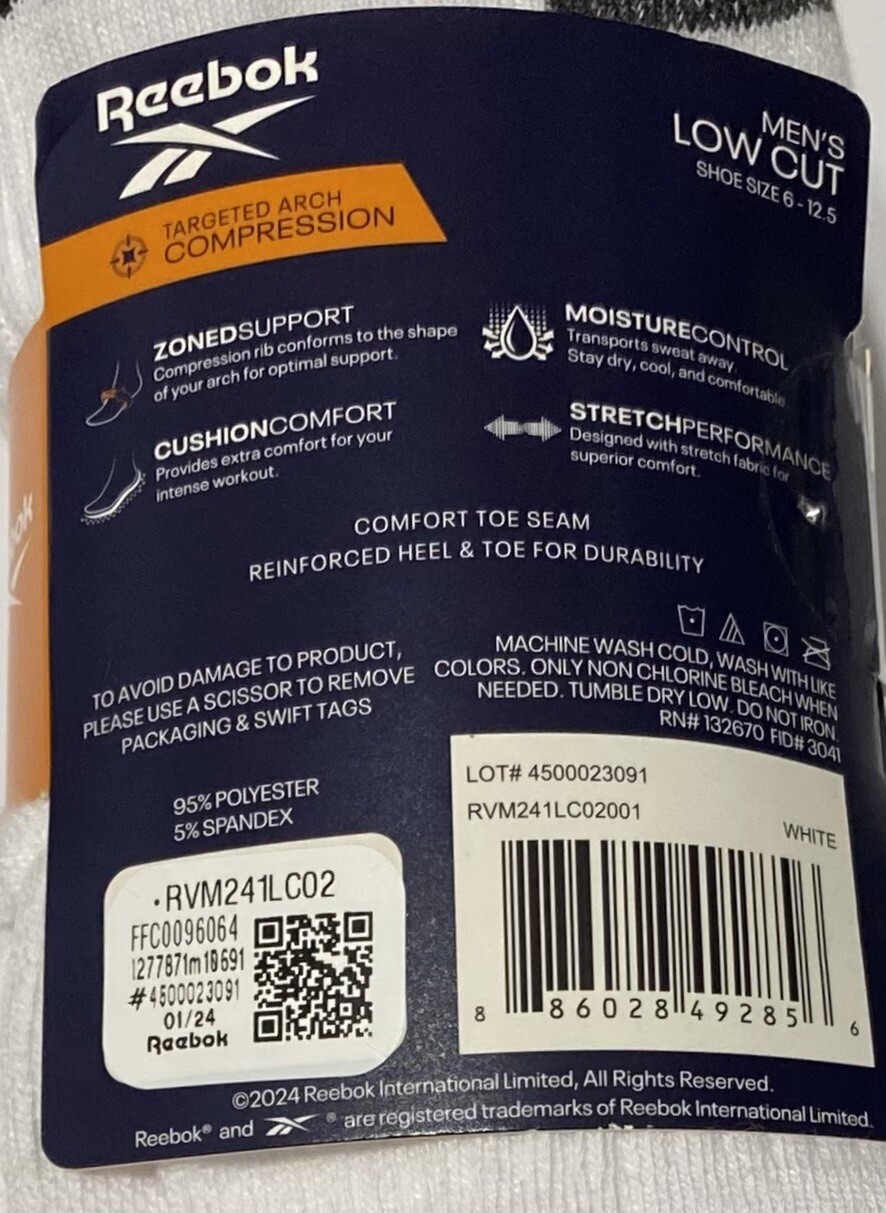 Reebok
MEN'S
LOW CUT
SHOE SIZE 6 - 12.5
TARGETED ARCH
COMPRESSION
ZONEDSUPPORT
Compression rib conforms to the shape
of your arch for optimal support.
MOISTURECONTROL
Transports sweat away.
Stay dry, cool, and comfortable
CUSHIONCOMFORT
Provides extra comfort for your
intense workout.
STRETCHPERFORMANCE
Designed with stretch fabric for
superior comfort.
COMFORT TOE SEAM
REINFORCED HEEL & TOE FOR DURABILITY
TO AVOID DAMAGE TO PRODUCT,
PLEASE USE A SCISSOR TO REMOVE
PACKAGING & SWIFT TAGS
MACHINE WASH COLD, WASH WITH LIKE
COLORS. ONLY NON CHLORINE BLEACH WHEN
NEEDED. TUMBLE DRY LOW. DO NOT IRON.
RN# 132670 FID# 3041
95% POLYESTER
5% SPANDEX
LOT# 4500023091
RVM241LC02001
WHITE
8 86028 49285 6
•RVM241LC02
FFC0096064
1277871m10691
#4500023091
01/24
Reebok
©2024 Reebok International Limited, All Rights Reserved.
Reebok® and ® are registered trademarks of Reebok International Limited.